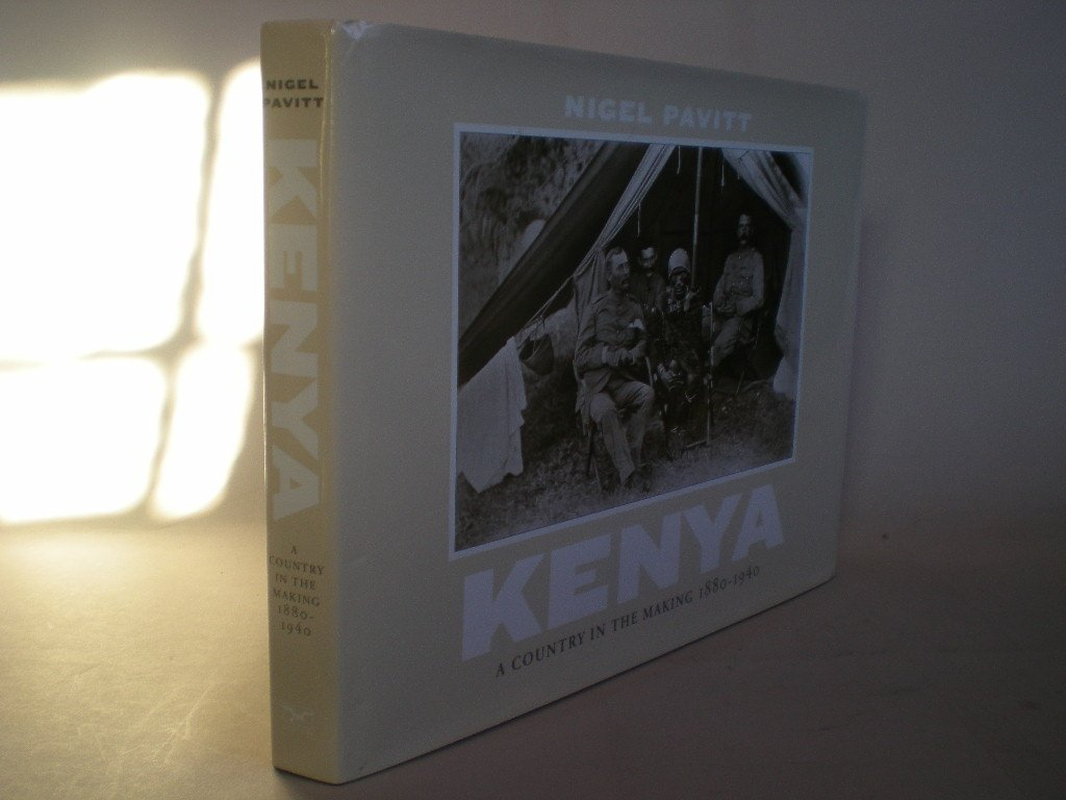 NIGEL
PAVITT
KENYA
A
COUNTRY
IN THE
MAKING
1880-
1940
NIGEL PAVITT
KENYA
A COUNTRY IN THE MAKING 1880-1940